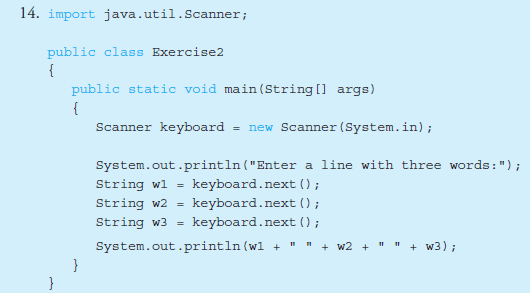 14. import java.util.Scanner;
public class Exercise2
{
public static void main(String[] args)
{
Scanner keyboard = new Scanner(System.in);
System.out.println("Enter a line with three words:");
String w1 = keyboard.next();
String w2 = keyboard.next();
String w3 = keyboard.next();
System.out.println(w1 + " " + w2 + " " + w3);
}
}